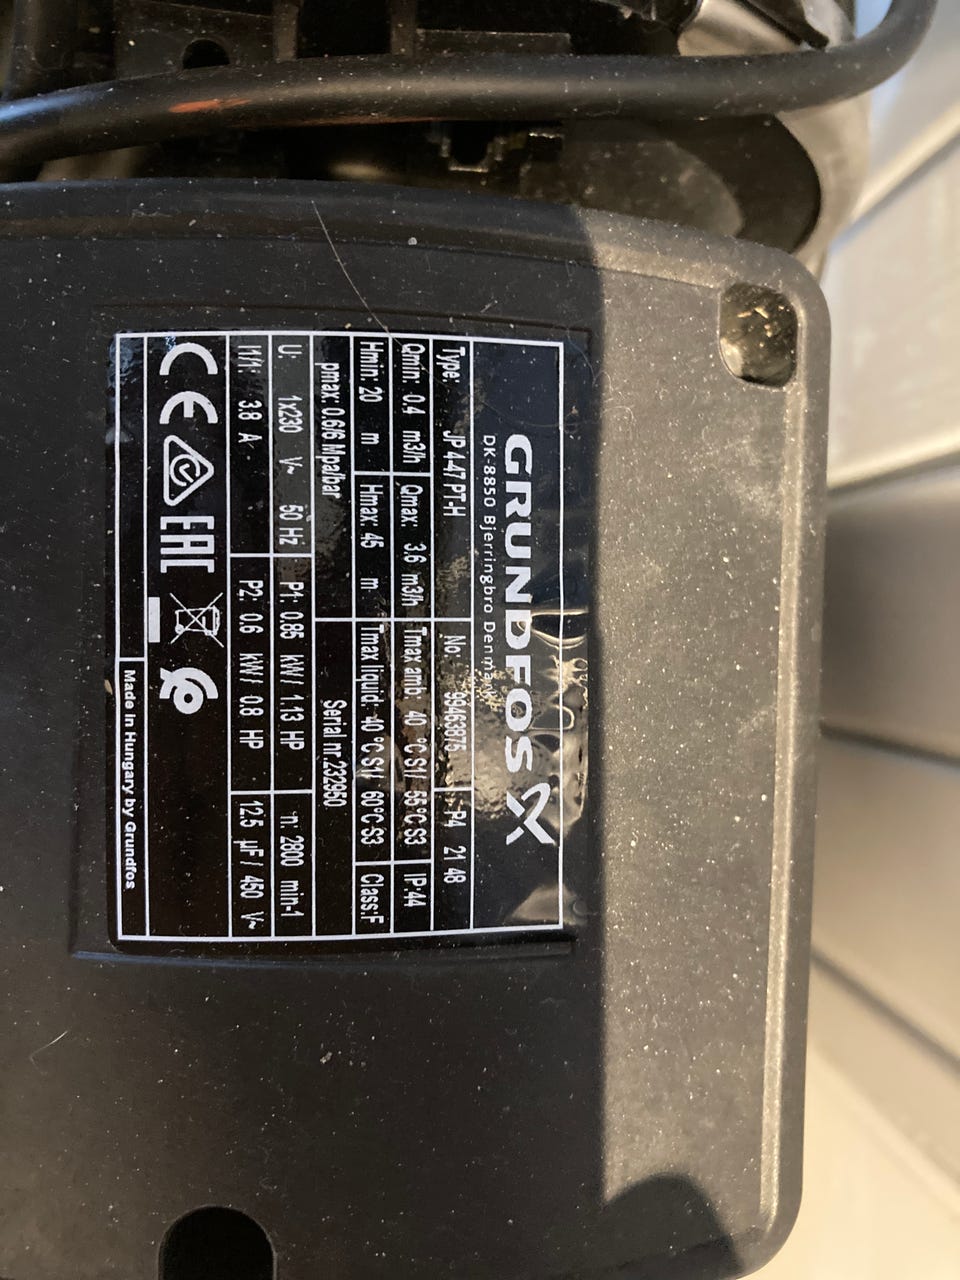 GRUNDFOS
DK-8850 Bjerringbro Denmark
Type: JP 4-47 PT-H No: 99463875 P4 21 48
Qmin: 0.4 m3/h Qmax: 3.6 m3/h Tmax amb: 40 °C S1/ 55 °C S3 IP:44
Hmin: 20 m Hmax: 45 m Tmax liquid: 40 °C S1/ 60°C S3 Class:F
pmax: 0.6/6 Mpa/bar Serial nr.232950
U: 1x230 V~ 50 Hz P1: 0.85 kW/ 1.13 HP n: 2800 min-1
I1/1: 3.8 A P2: 0.6 kW/ 0.8 HP 12.5 µF / 450 V~
CE EAC
Made in Hungary by Grundfos